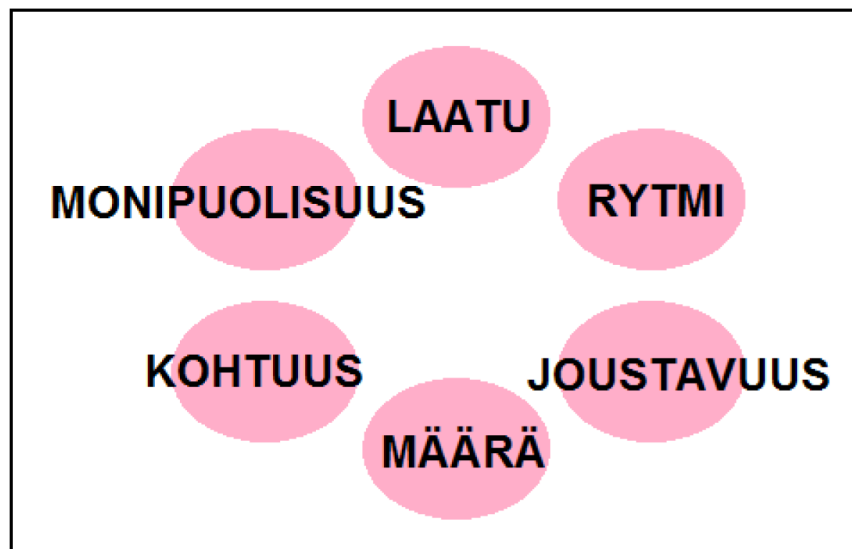 LAATU
MONIPUOLISUUS
RYTMI
KOHTUUS
JOUSTAVUUS
MÄÄRÄ